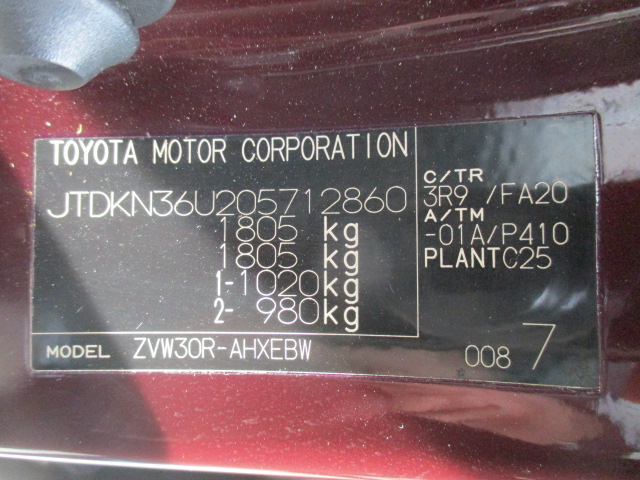 TOYOTA MOTOR CORPORATION
JTDKN36U205712860
1805 kg
1805 kg
1-1020kg
2- 980kg
C/TR
3R9 /FA20
A/TM
-01A/P410
PLANT C25
MODEL ZVW30R-AHXEBW
008 7